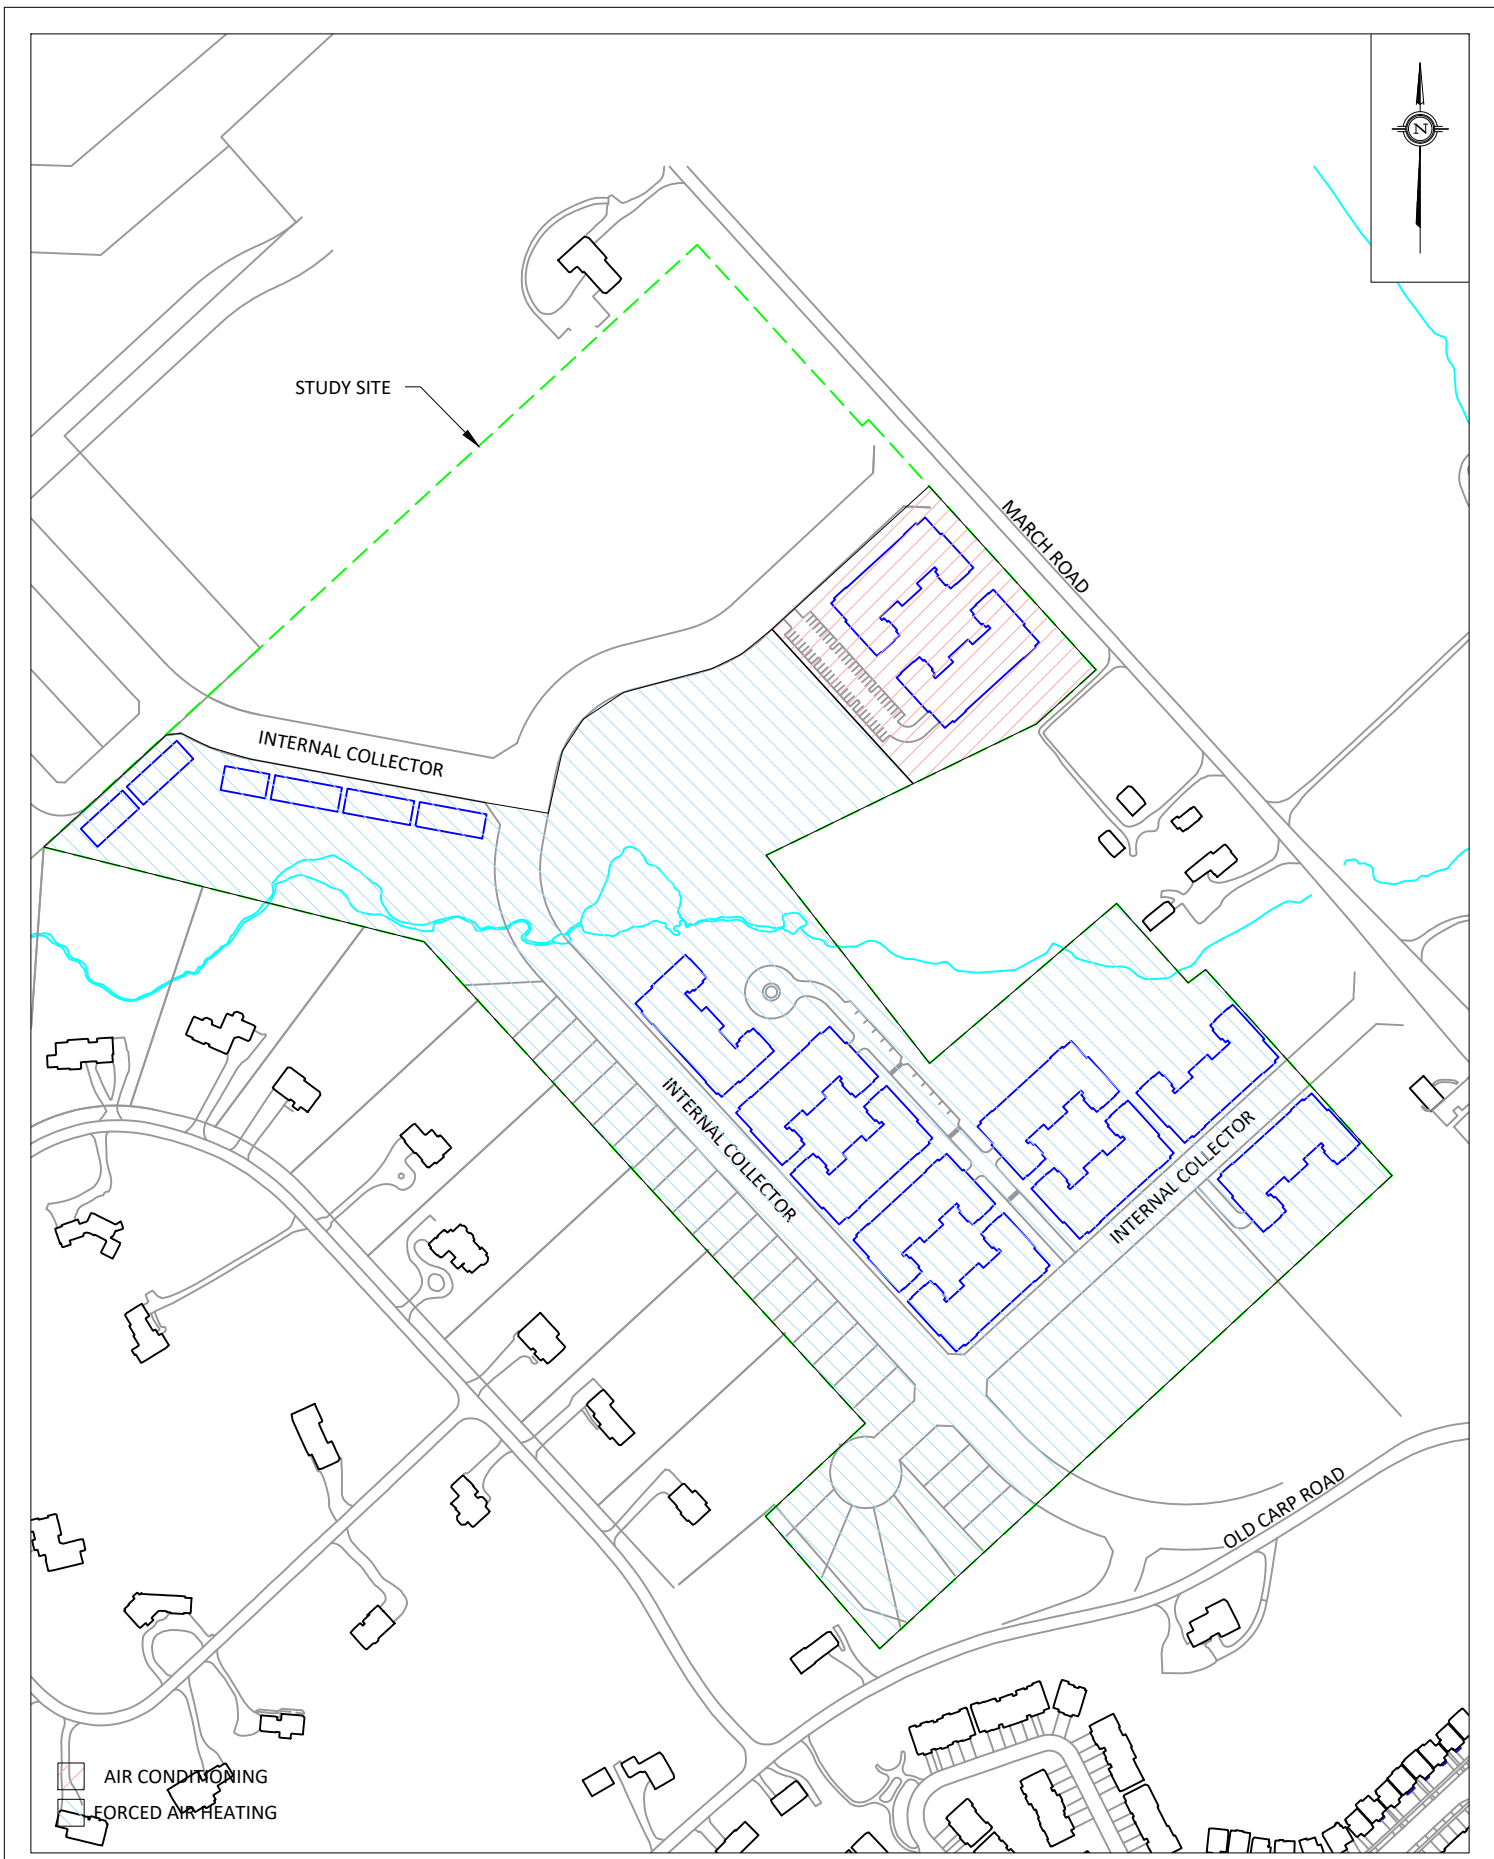 N
STUDY SITE
MARCH ROAD
INTERNAL COLLECTOR
INTERNAL COLLECTOR
INTERNAL COLLECTOR
OLD CARP ROAD
AIR CONDITIONING
FORCED AIR HEATING